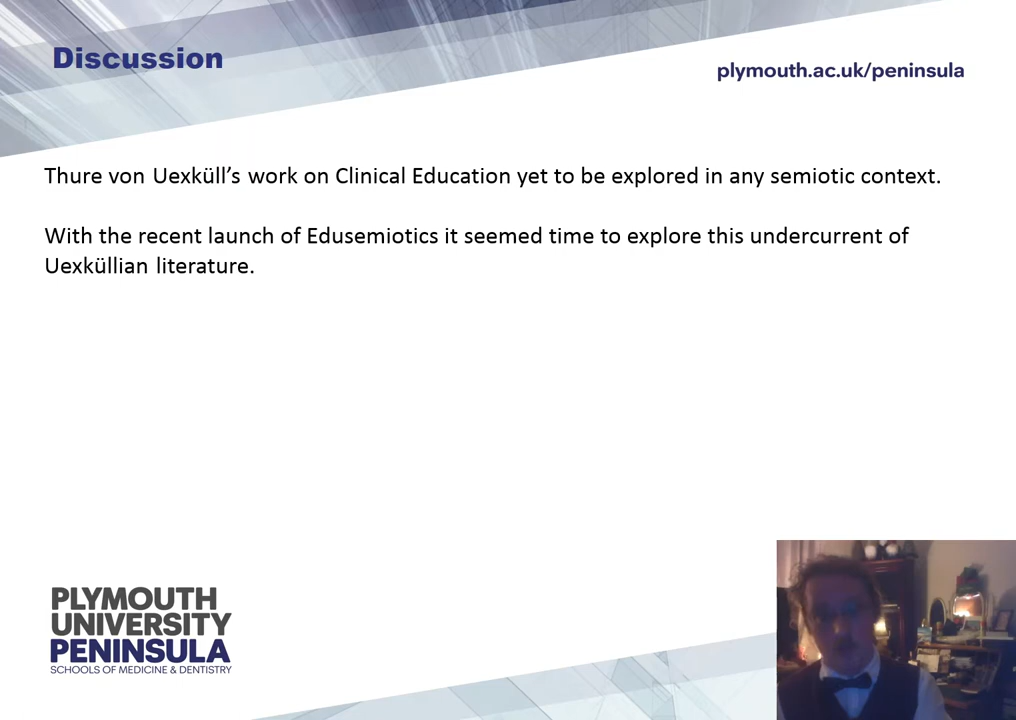 Discussion
plymouth.ac.uk/peninsula
Thure von Uexküll’s work on Clinical Education yet to be explored in any semiotic context.
With the recent launch of Edusemiotics it seemed time to explore this undercurrent of
Uexküllian literature.
PLYMOUTH
UNIVERSITY
PENINSULA
SCHOOLS OF MEDICINE & DENTISTRY